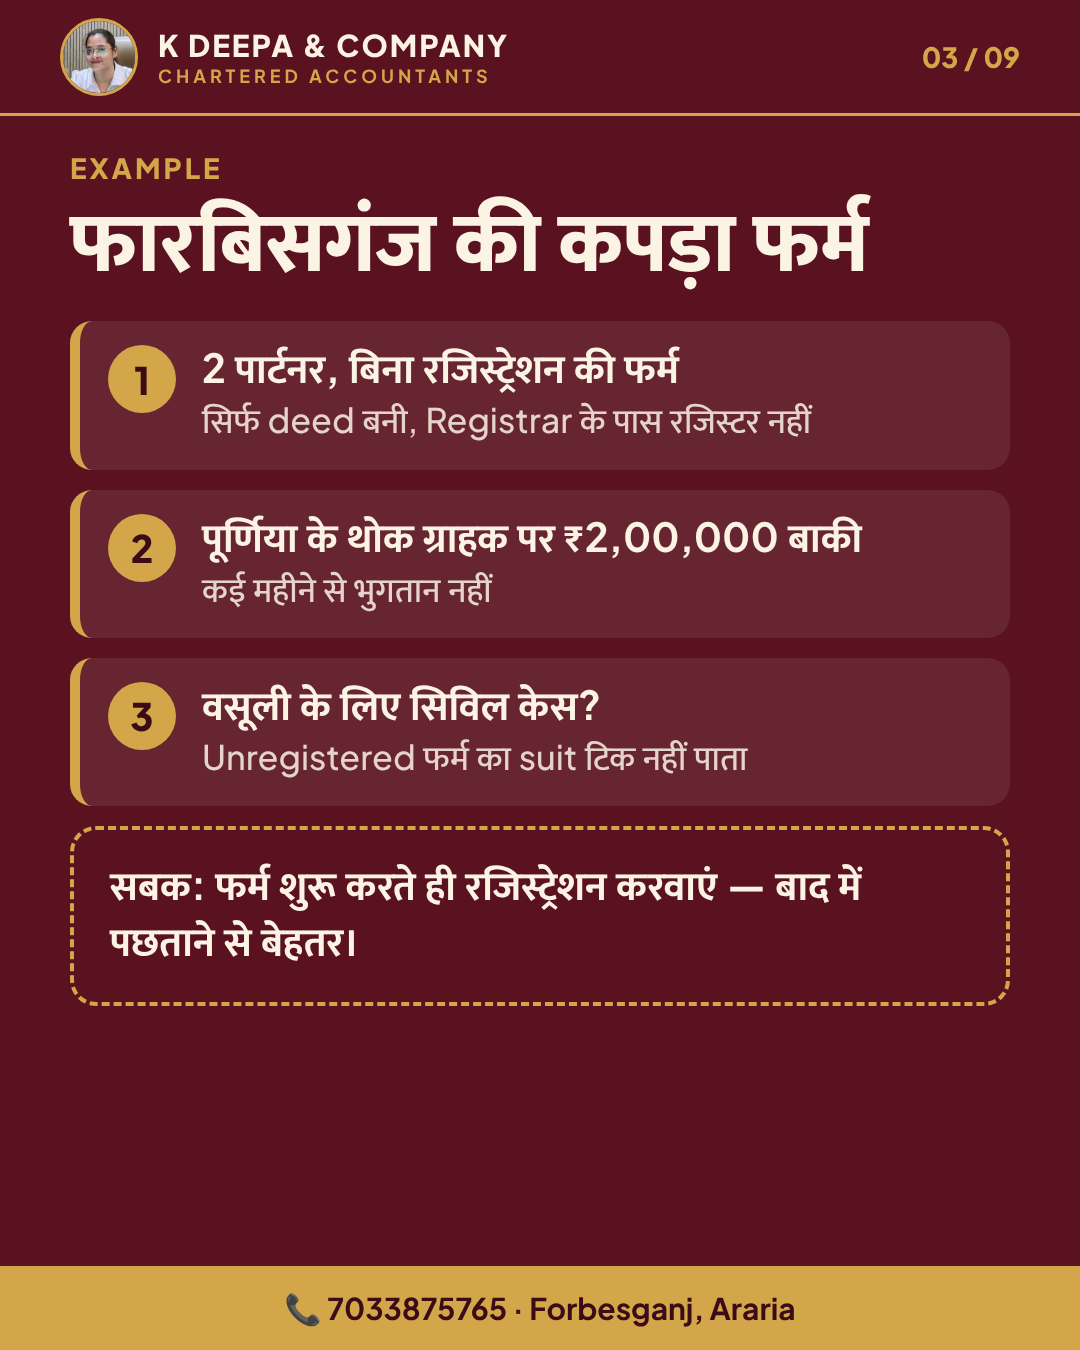 K DEEPA & COMPANY
CHARTERED ACCOUNTANTS
03 / 09
EXAMPLE
फारबिसगंज की कपड़ा फर्म
1
2 पार्टनर, बिना रजिस्ट्रेशन की फर्म
सिर्फ deed बनी, Registrar के पास रजिस्टर नहीं
2
पूर्णिया के थोक ग्राहक पर ₹2,00,000 बाकी
कई महीने से भुगतान नहीं
3
वसूली के लिए सिविल केस?
Unregistered फर्म का suit टिक नहीं पाता
सबक: फर्म शुरू करते ही रजिस्ट्रेशन करवाएं — बाद में
पछताने से बेहतर।
📞 7033875765 · Forbesganj, Araria